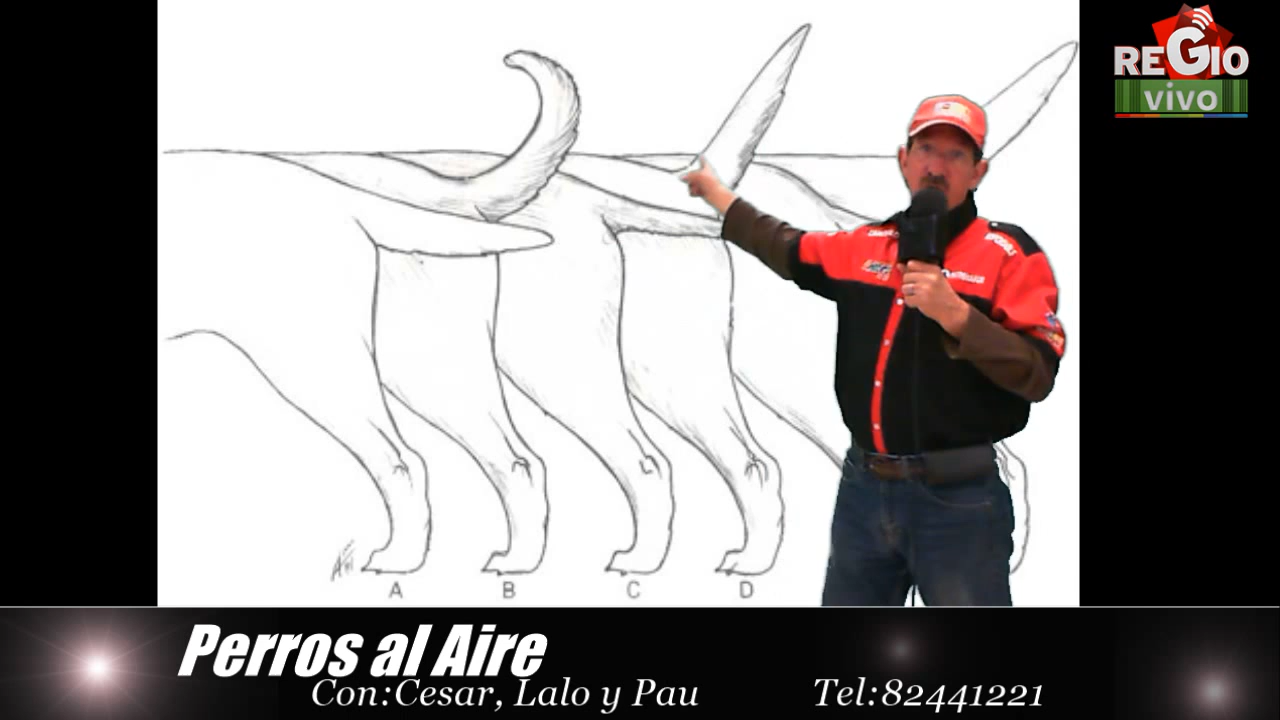 REGIO
vivo
A B C D
Perros al Aire
Con:Cesar, Lalo y Pau
Tel:82441221